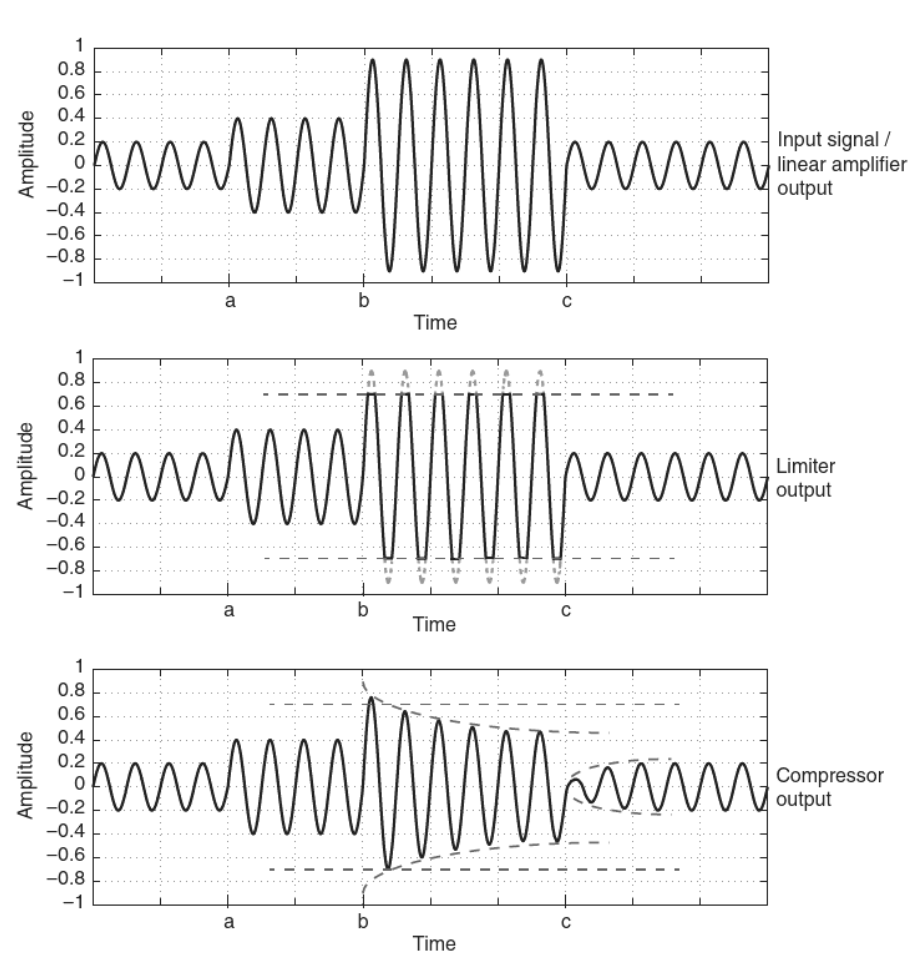 1
0.8
0.6
0.4
0.2
0
−0.2
−0.4
−0.6
−0.8
−1
Amplitude
a b c
Time
Input signal /
linear amplifier
output
1
0.8
0.6
0.4
0.2
0
−0.2
−0.4
−0.6
−0.8
−1
Amplitude
a b c
Time
Limiter
output
1
0.8
0.6
0.4
0.2
0
−0.2
−0.4
−0.6
−0.8
−1
Amplitude
a b c
Time
Compressor
output